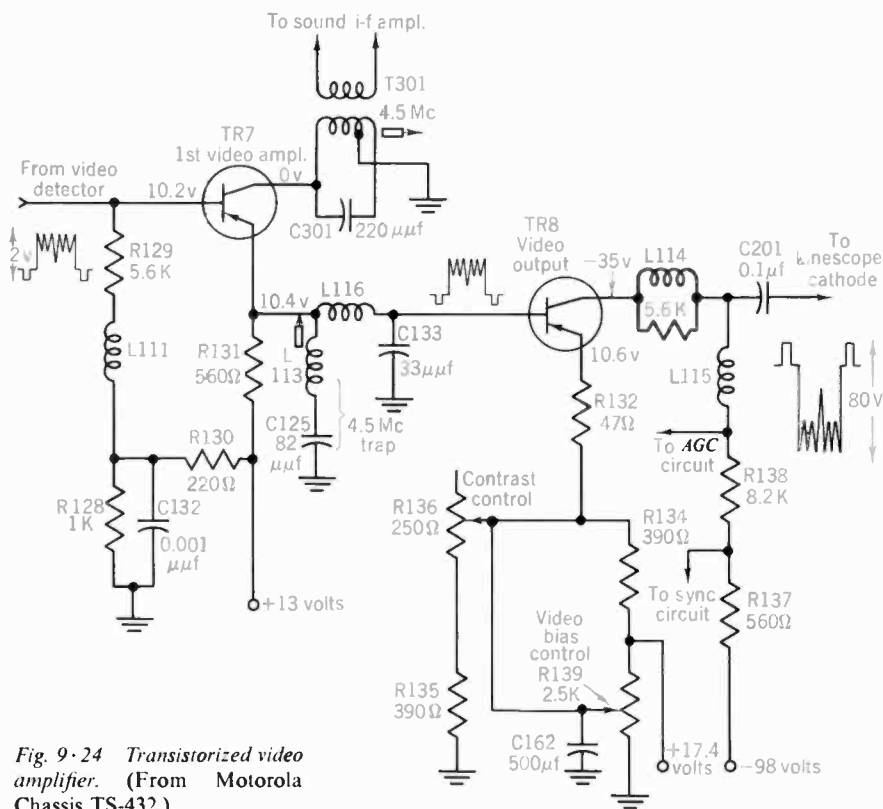 To sound i-f ampl.
T301
4.5 Mc
TR7
1st video ampl.
0v
From video
detector
10.2v
C301
220 μμf
2v
R129
5.6K
L111
10.4v
L116
R131
560Ω
L
113
C133
33μμf
C125
82
μμf
4.5 Mc
trap
R130
220Ω
R128
1K
C132
0.001
μμf
+13 volts
TR8
Video
output
-35v
L114
5.6K
C201
0.1μf
To
kinescope
cathode
10.6v
R132
47Ω
L115
80V
To AGC
circuit
R138
8.2K
Contrast
control
R136
250Ω
R134
390Ω
To sync
circuit
R137
560Ω
Video
bias
control
R139
2.5K
R135
390Ω
C162
500μf
+17.4
volts
-98 volts
Fig. 9·24 Transistorized video
amplifier. (From Motorola
Chassis TS-432.)